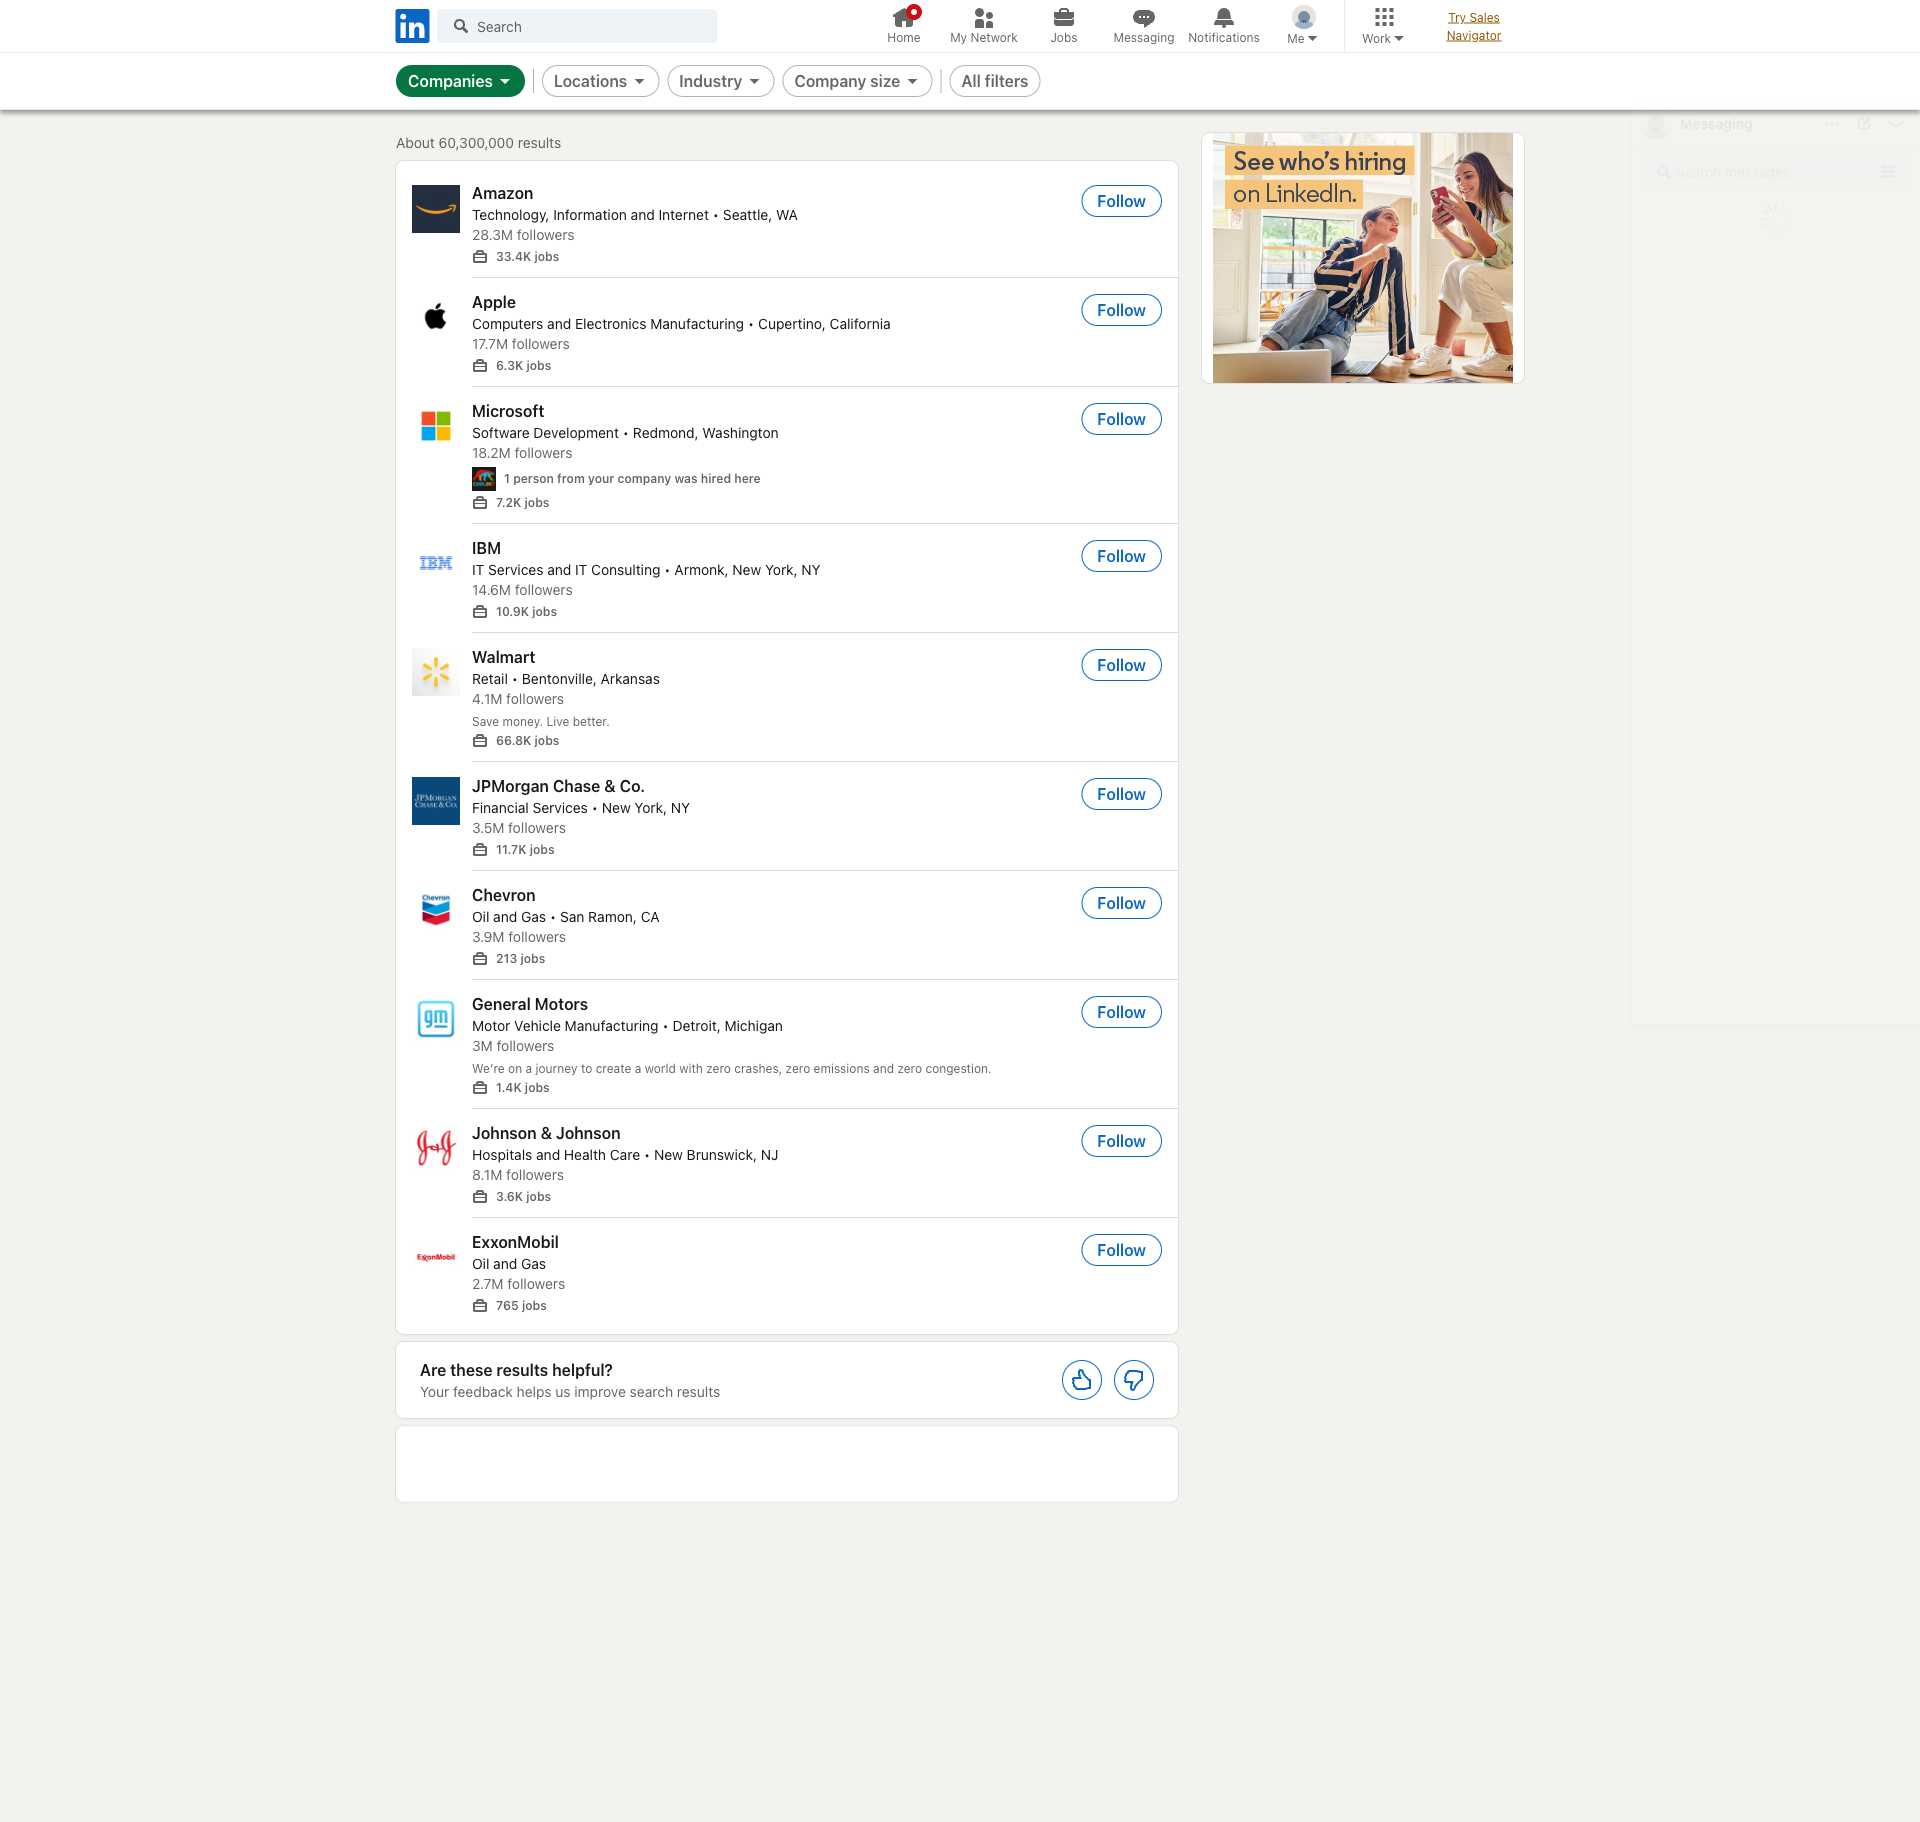 in
Search
Home
My Network
Jobs
Messaging
Notifications
Me
Work
Try Sales
Navigator
Companies
Locations
Industry
Company size
All filters
About 60,300,000 results
Amazon
Technology, Information and Internet • Seattle, WA
28.3M followers
33.4K jobs
Follow
Apple
Computers and Electronics Manufacturing • Cupertino, California
17.7M followers
6.3K jobs
Follow
Microsoft
Software Development • Redmond, Washington
18.2M followers
1 person from your company was hired here
7.2K jobs
Follow
IBM
IBM
IT Services and IT Consulting • Armonk, New York, NY
14.6M followers
10.9K jobs
Follow
Walmart
Retail • Bentonville, Arkansas
4.1M followers
Save money. Live better.
66.8K jobs
Follow
JPMORGAN
CHASE & CO.
JPMorgan Chase & Co.
Financial Services • New York, NY
3.5M followers
11.7K jobs
Follow
Chevron
Chevron
Oil and Gas • San Ramon, CA
3.9M followers
213 jobs
Follow
gm
General Motors
Motor Vehicle Manufacturing • Detroit, Michigan
3M followers
We're on a journey to create a world with zero crashes, zero emissions and zero congestion.
1.4K jobs
Follow
J&J
Johnson & Johnson
Hospitals and Health Care • New Brunswick, NJ
8.1M followers
3.6K jobs
Follow
ExxonMobil
ExxonMobil
Oil and Gas
2.7M followers
765 jobs
Follow
Are these results helpful?
Your feedback helps us improve search results
See who's hiring
on LinkedIn.
Messaging
Search messages